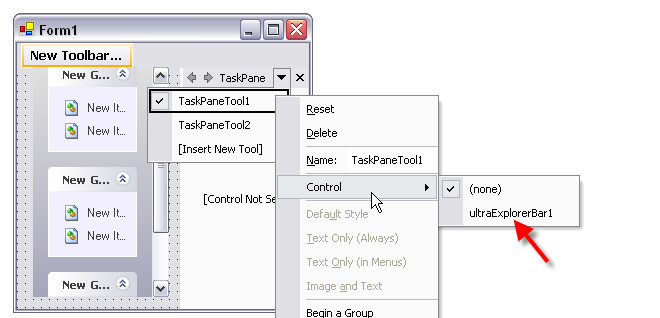 Form1
New Toolbar...
New G...
New It...
New It...
New G...
New It...
New It...
New G...
TaskPane
TaskPaneTool1
TaskPaneTool2
[Insert New Tool]
[Control Not Se
Reset
Delete
Name: TaskPaneTool1
Control
Default Style
Text Only (Always)
Text Only (in Menus)
Image and Text
Begin a Group
(none)
ultraExplorerBar1